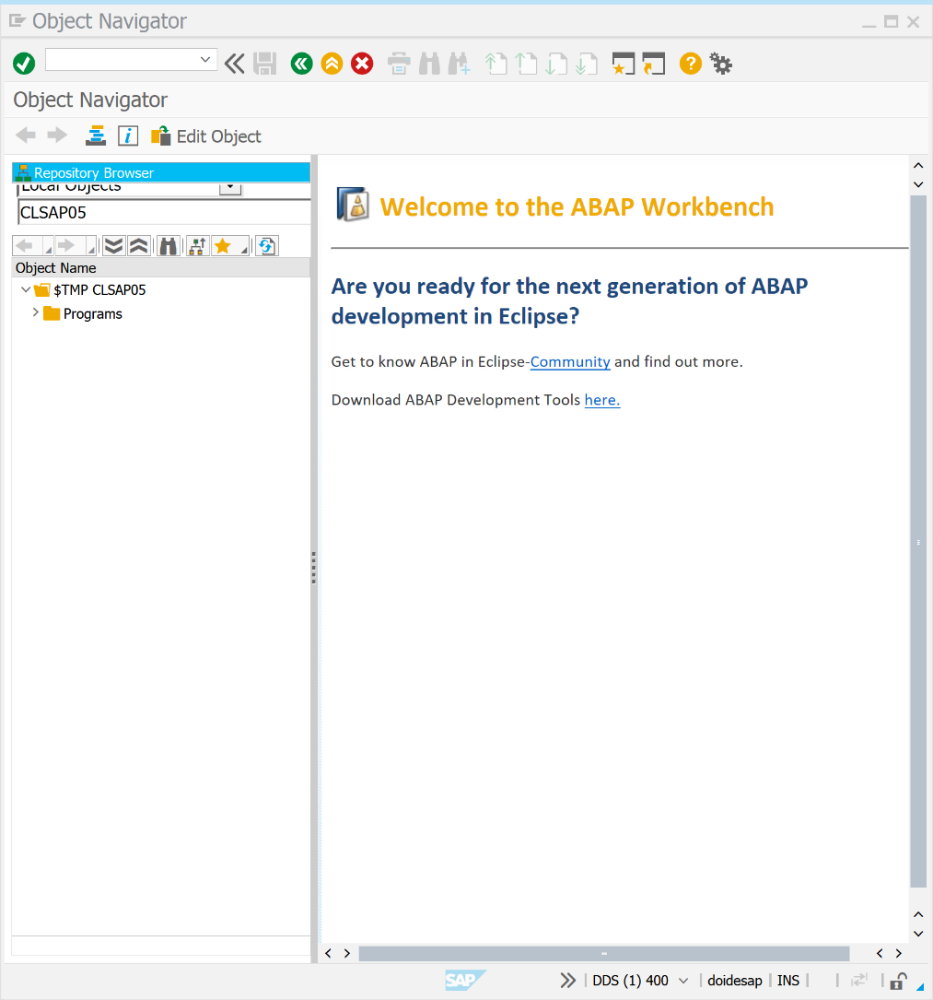 Object Navigator
Object Navigator
Edit Object
Repository Browser
Local Objects
CLSAP05
Object Name
$TMP CLSAP05
Programs
Welcome to the ABAP Workbench
Are you ready for the next generation of ABAP
development in Eclipse?
Get to know ABAP in Eclipse-Community and find out more.
Download ABAP Development Tools here.
SAP
DDS (1) 400
doidesap
INS